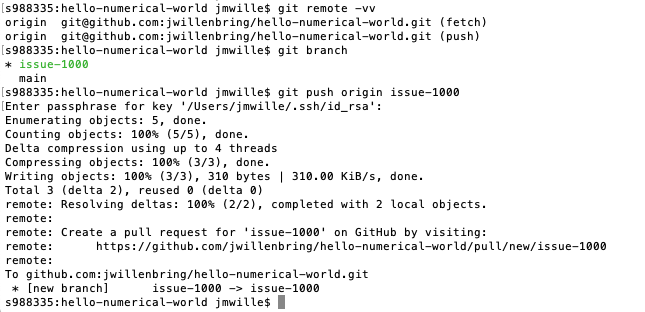 [s988335:hello-numerical-world jmwille$ git remote -vv
origin  git@github.com:jwillenbring/hello-numerical-world.git (fetch)
origin  git@github.com:jwillenbring/hello-numerical-world.git (push)
[s988335:hello-numerical-world jmwille$ git branch
* issue-1000
  main
[s988335:hello-numerical-world jmwille$ git push origin issue-1000
[Enter passphrase for key '/Users/jmwille/.ssh/id_rsa':
Enumerating objects: 5, done.
Counting objects: 100% (5/5), done.
Delta compression using up to 4 threads
Compressing objects: 100% (3/3), done.
Writing objects: 100% (3/3), 310 bytes | 310.00 KiB/s, done.
Total 3 (delta 2), reused 0 (delta 0)
remote: Resolving deltas: 100% (2/2), completed with 2 local objects.
remote:
remote: Create a pull request for 'issue-1000' on GitHub by visiting:
remote:      https://github.com/jwillenbring/hello-numerical-world/pull/new/issue-1000
remote:
To github.com:jwillenbring/hello-numerical-world.git
 * [new branch]      issue-1000 -> issue-1000
s988335:hello-numerical-world jmwille$